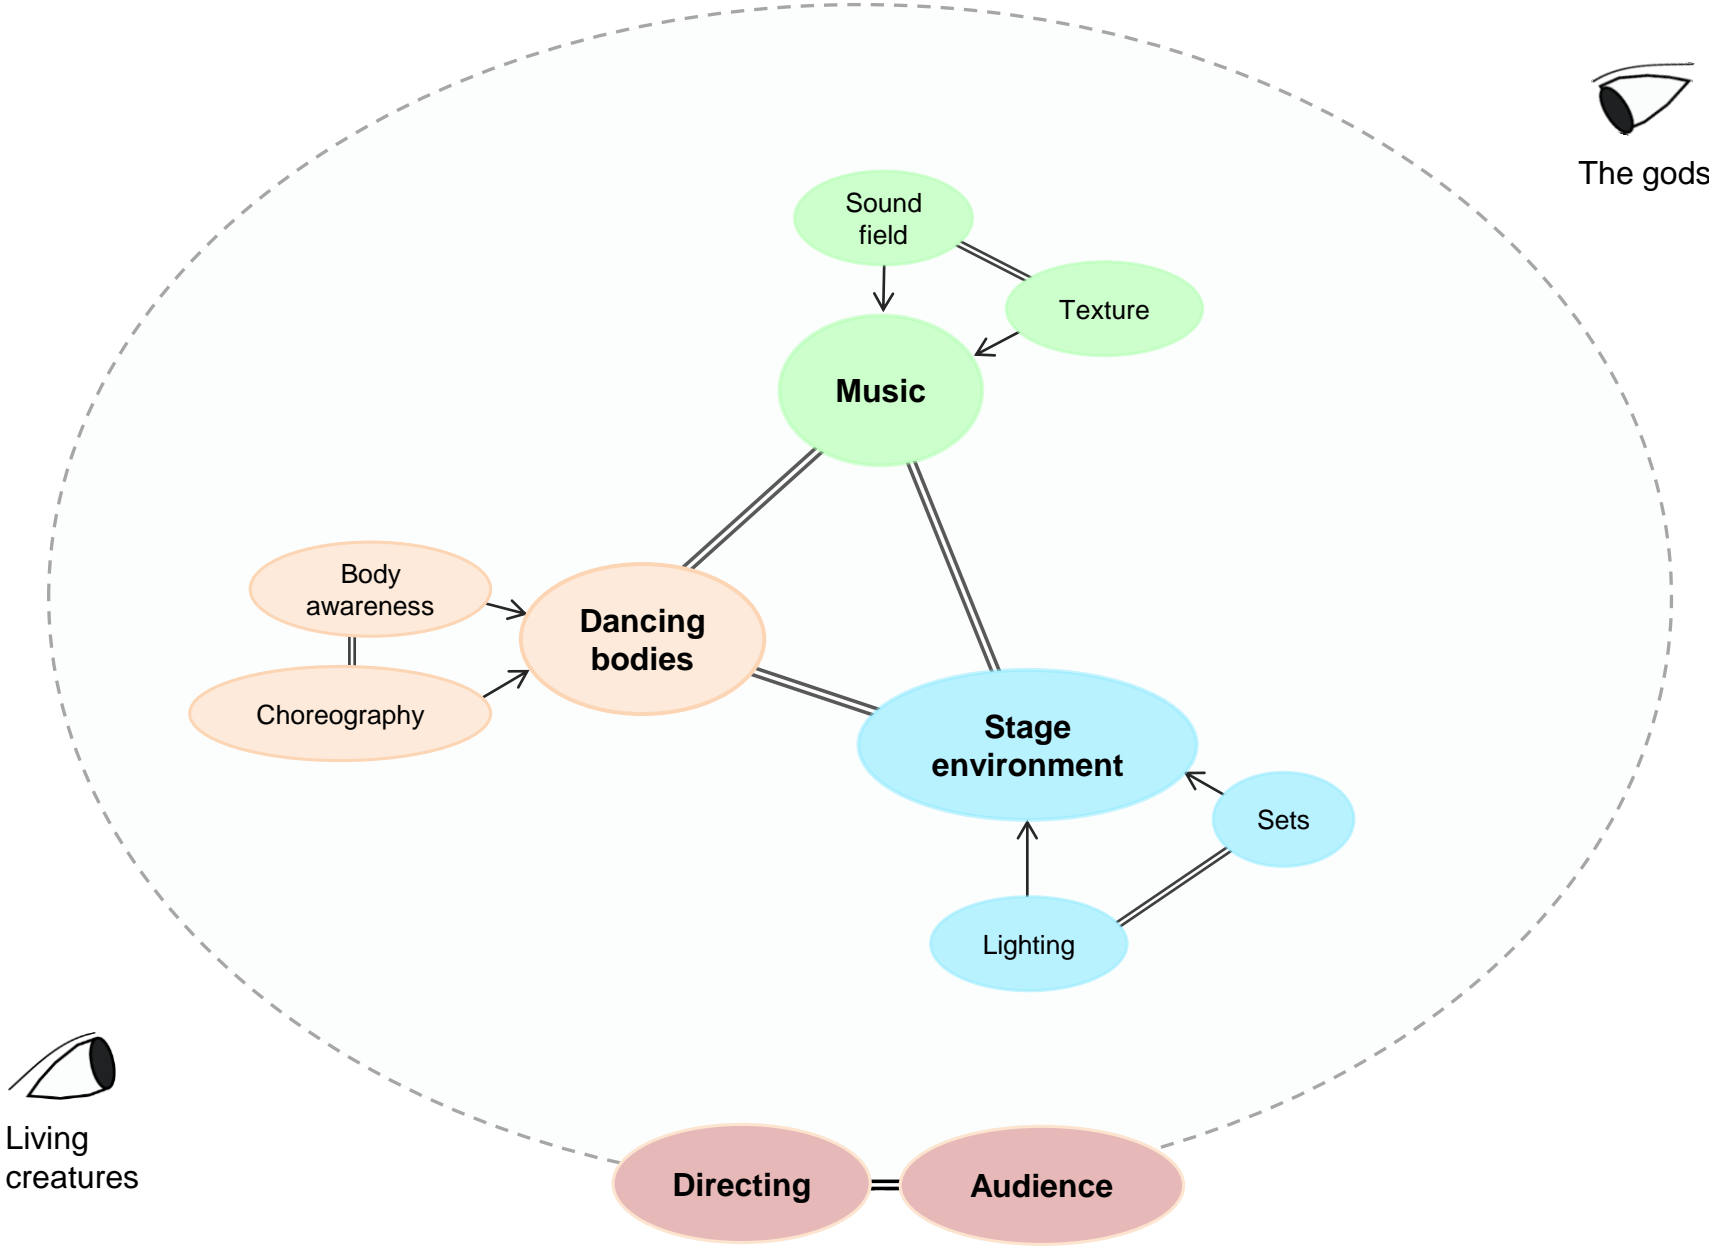 The gods
Sound
field
Texture
Music
Body
awareness
Dancing
bodies
Choreography
Stage
environment
Sets
Lighting
Living
creatures
Directing
Audience